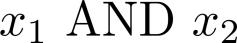 x₁ AND x₂